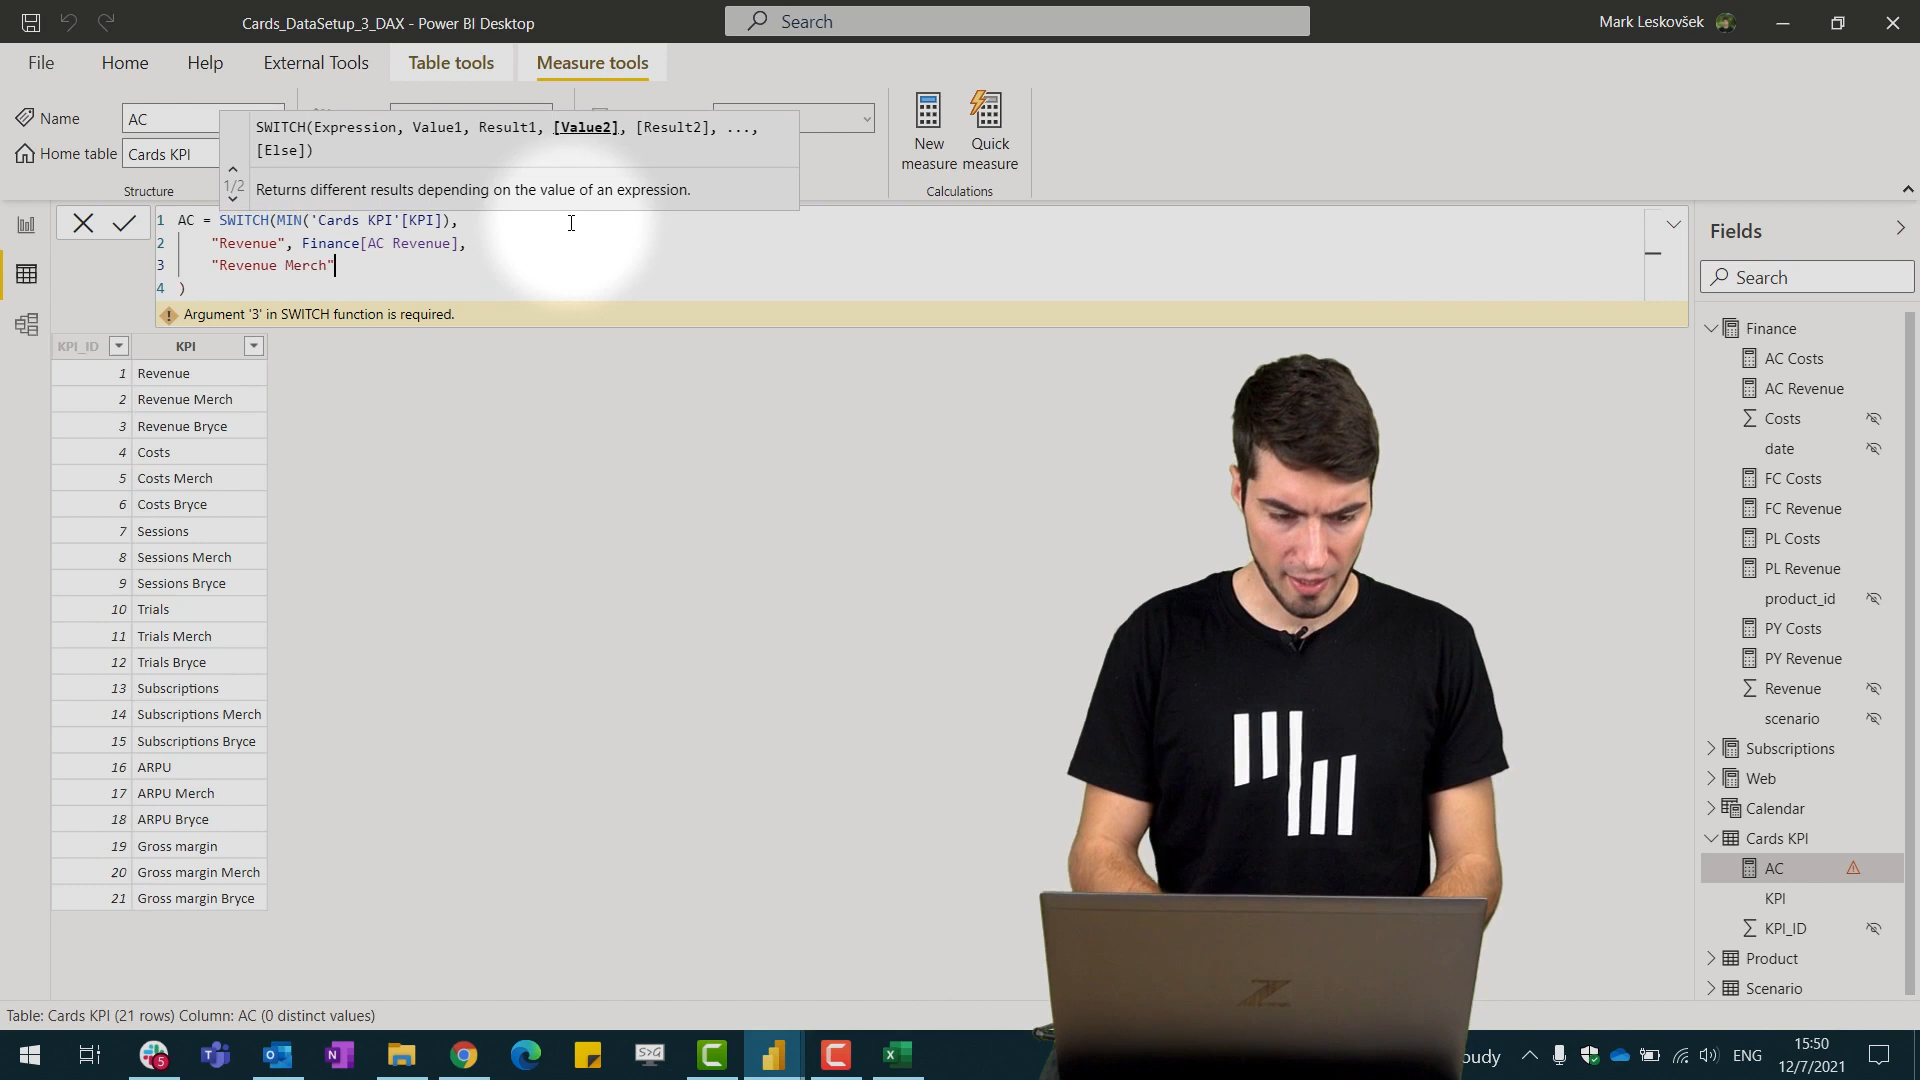 Cards_DataSetup_3_DAX - Power BI Desktop
Search
Mark Leskovšek
File
Home
Help
External Tools
Table tools
Measure tools
Name
AC
Home table
Cards KPI
Structure
SWITCH(Expression, Value1, Result1, [Value2], [Result2], ...,
[Else])
1/2
Returns different results depending on the value of an expression.
New
measure
Quick
measure
Calculations
1 AC = SWITCH(MIN('Cards KPI'[KPI]),
2 "Revenue", Finance[AC Revenue],
3 "Revenue Merch"
4 )
Argument '3' in SWITCH function is required.
KPI_ID KPI
1 Revenue
2 Revenue Merch
3 Revenue Bryce
4 Costs
5 Costs Merch
6 Costs Bryce
7 Sessions
8 Sessions Merch
9 Sessions Bryce
10 Trials
11 Trials Merch
12 Trials Bryce
13 Subscriptions
14 Subscriptions Merch
15 Subscriptions Bryce
16 ARPU
17 ARPU Merch
18 ARPU Bryce
19 Gross margin
20 Gross margin Merch
21 Gross margin Bryce
Fields
Search
Finance
AC Costs
AC Revenue
Costs
date
FC Costs
FC Revenue
PL Costs
PL Revenue
product_id
PY Costs
PY Revenue
Revenue
scenario
Subscriptions
Web
Calendar
Cards KPI
AC
KPI
KPI_ID
Product
Scenario
Table: Cards KPI (21 rows) Column: AC (0 distinct values)
5
S>G
ENG
15:50
12/7/2021